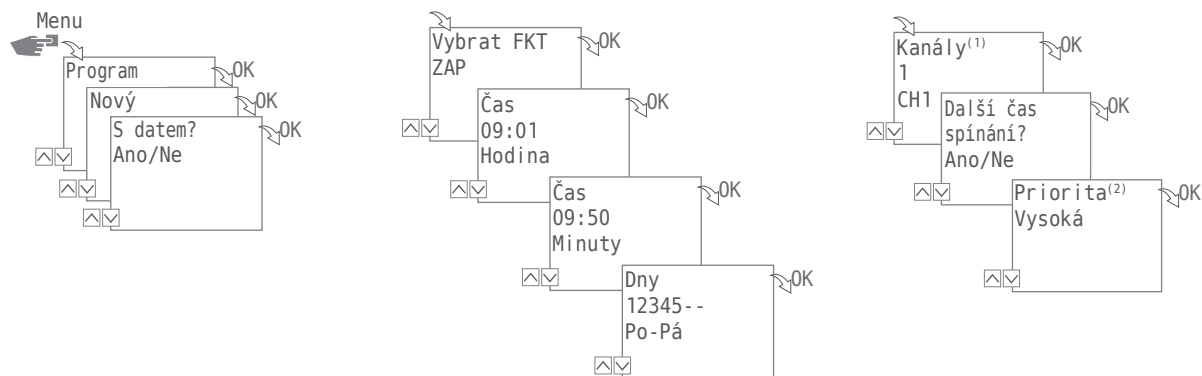 Menu
Program
OK
Nový
OK
S datem?
Ano/Ne
OK
Vybrat FKT
ZAP
OK
Čas
09:01
Hodina
OK
Čas
09:50
Minuty
OK
Dny
12345--
Po-Pá
OK
Kanály(1)
1
CH1
OK
Další čas
spínání?
Ano/Ne
OK
Priorita(2)
Vysoká
OK